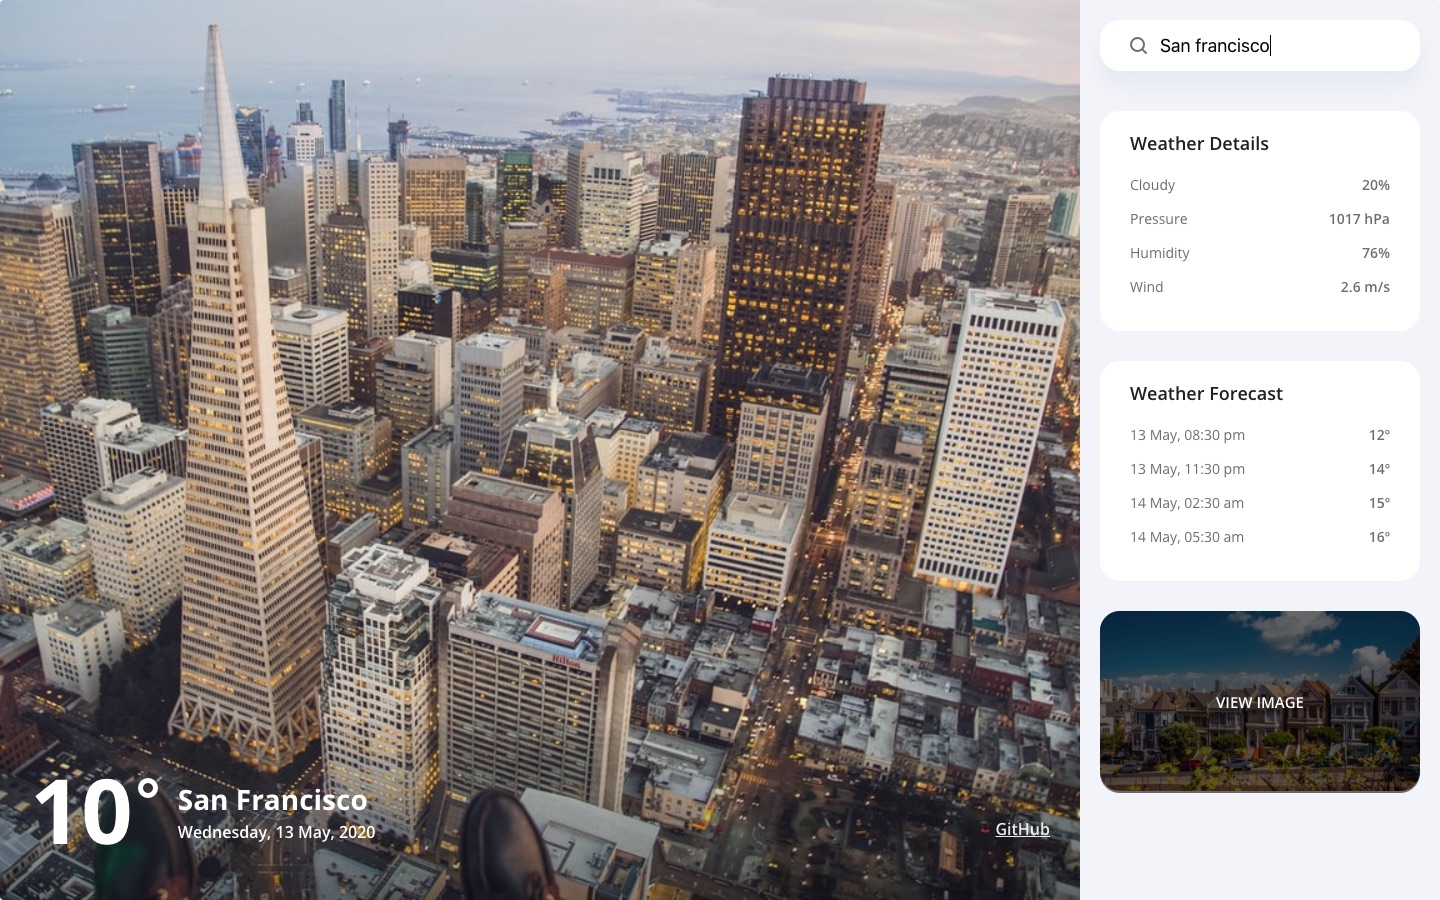 San francisco
Weather Details
Cloudy 20%
Pressure 1017 hPa
Humidity 76%
Wind 2.6 m/s
Weather Forecast
13 May, 08:30 pm 12°
13 May, 11:30 pm 14°
14 May, 02:30 am 15°
14 May, 05:30 am 16°
VIEW IMAGE
Hilton
10°
San Francisco
Wednesday, 13 May, 2020
GitHub